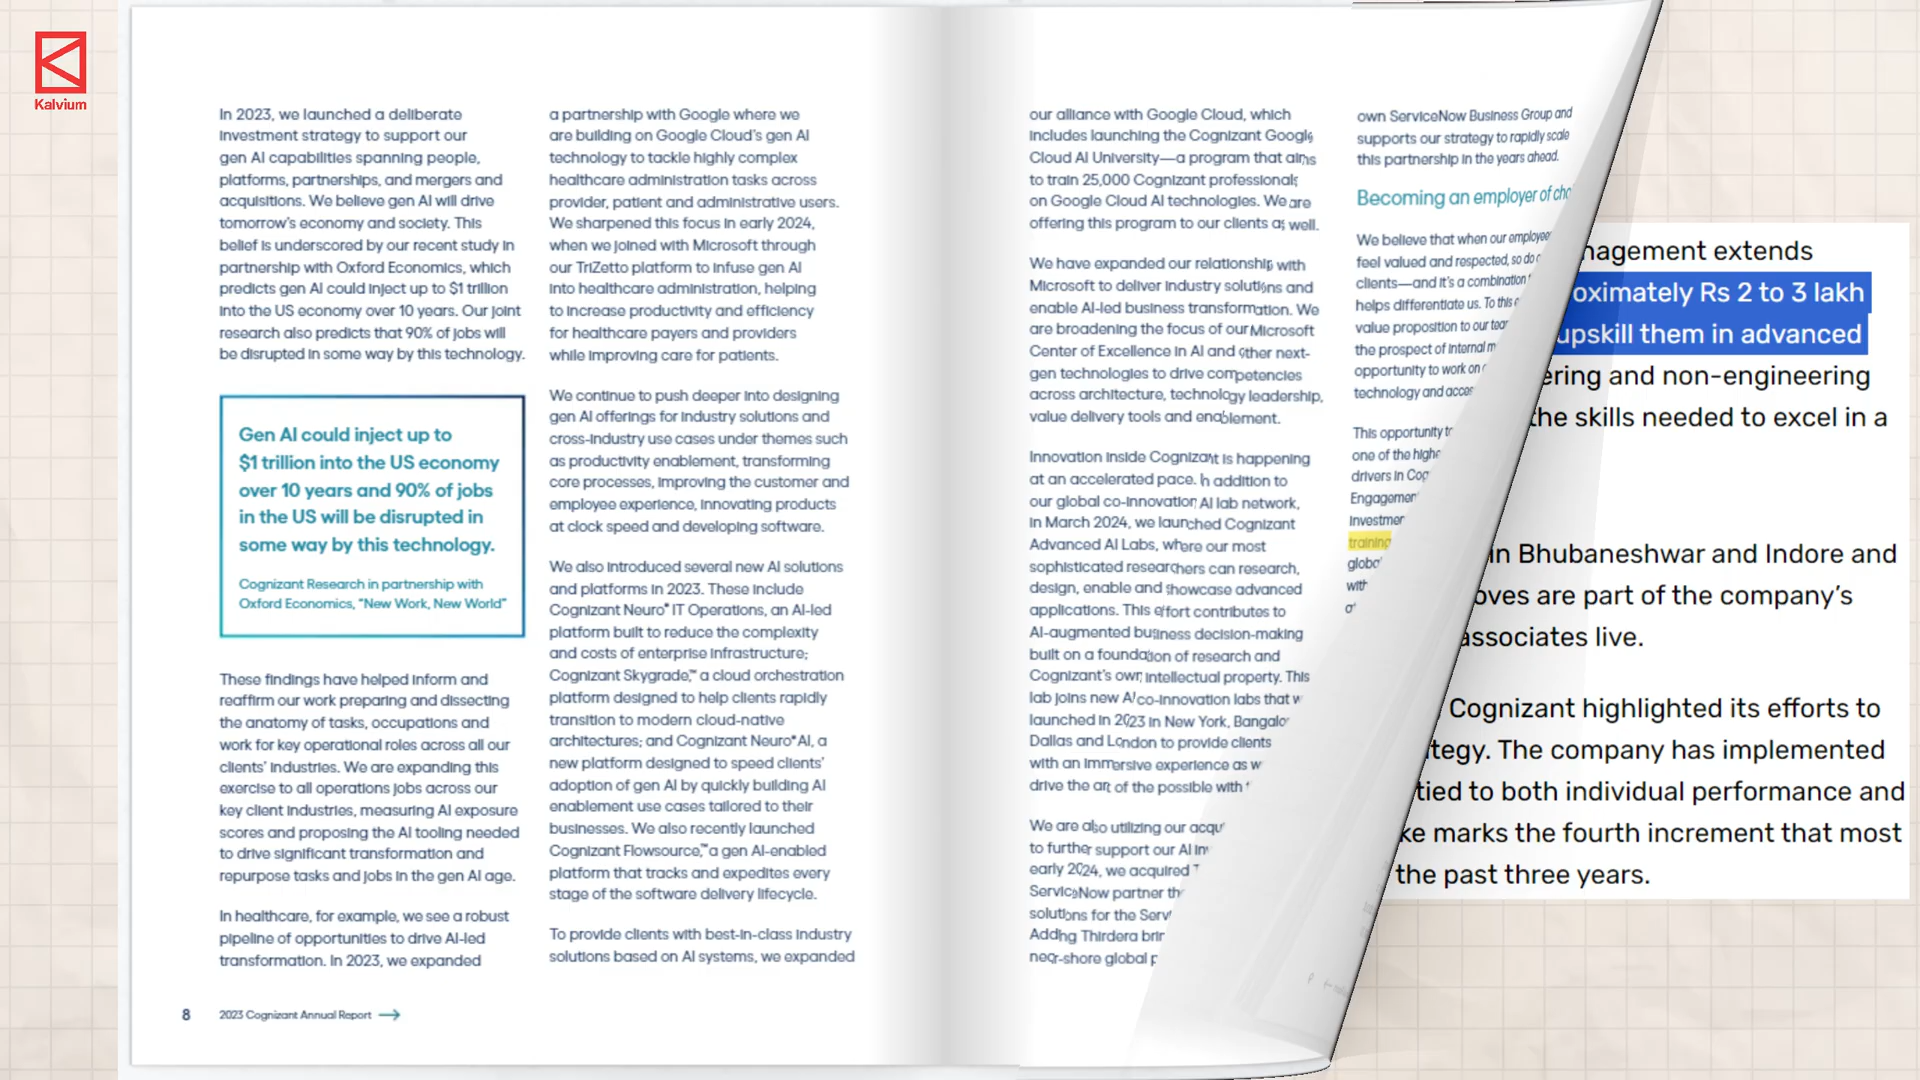 Kalvium
In 2023, we launched a deliberate
investment strategy to support our
gen AI capabilities spanning people,
platforms, partnerships, and mergers and
acquisitions. We believe gen AI will drive
tomorrow's economy and society. This
belief is underscored by our recent study in
partnership with Oxford Economics, which
predicts gen AI could inject up to $1 trillion
into the US economy over 10 years. Our joint
research also predicts that 90% of jobs will
be disrupted in some way by this technology.
Gen AI could inject up to
$1 trillion into the US economy
over 10 years and 90% of jobs
in the US will be disrupted in
some way by this technology.
Cognizant Research in partnership with
Oxford Economics, "New Work, New World"
These findings have helped inform and
reaffirm our work preparing and dissecting
the anatomy of tasks, occupations and
work for key operational roles across all our
clients' industries. We are expanding this
exercise to all operations jobs across our
key client industries, measuring AI exposure
scores and proposing the AI tooling needed
to drive significant transformation and
repurpose tasks and jobs in the gen AI age.
In healthcare, for example, we see a robust
pipeline of opportunities to drive AI-led
transformation. In 2023, we expanded
8 2023 Cognizant Annual Report →
a partnership with Google where we
are building on Google Cloud's gen AI
technology to tackle highly complex
healthcare administration tasks across
provider, patient and administrative users.
We sharpened this focus in early 2024,
when we joined with Microsoft through
our TriZetto platform to infuse gen AI
into healthcare administration, helping
to increase productivity and efficiency
for healthcare payers and providers
while improving care for patients.
We continue to push deeper into designing
gen AI offerings for industry solutions and
cross-industry use cases under themes such
as productivity enablement, transforming
core processes, improving the customer and
employee experience, innovating products
at clock speed and developing software.
We also introduced several new AI solutions
and platforms in 2023. These include
Cognizant Neuro® IT Operations, an AI-led
platform built to reduce the complexity
and costs of enterprise infrastructure;
Cognizant Skygrade,™ a cloud orchestration
platform designed to help clients rapidly
transition to modern cloud-native
architectures; and Cognizant Neuro® AI, a
new platform designed to speed clients'
adoption of gen AI by quickly building AI
enablement use cases tailored to their
businesses. We also recently launched
Cognizant Flowsource,™ a gen AI-enabled
platform that tracks and expedites every
stage of the software delivery lifecycle.
To provide clients with best-in-class industry
solutions based on AI systems, we expanded
our alliance with Google Cloud, which
includes launching the Cognizant Google
Cloud AI University—a program that aims
to train 25,000 Cognizant professionals
on Google Cloud AI technologies. We are
offering this program to our clients as well.
We have expanded our relationship with
Microsoft to deliver industry solutions and
enable AI-led business transformation. We
are broadening the focus of our Microsoft
Center of Excellence in AI and other next-
gen technologies to drive competencies
across architecture, technology leadership,
value delivery tools and enablement.
Innovation inside Cognizant is happening
at an accelerated pace. In addition to
our global co-innovation AI lab network,
in March 2024, we launched Cognizant
Advanced AI Labs, where our most
sophisticated researchers can research,
design, enable and showcase advanced
applications. This effort contributes to
AI-augmented business decision-making
built on a foundation of research and
Cognizant's own intellectual property. This
lab joins new AI co-innovation labs that w
launched in 2023 in New York, Bangalo
Dallas and London to provide clients
with an immersive experience as w
drive the art of the possible with
We are also utilizing our acqu
to further support our AI inv
early 2024, we acquired T
ServiceNow partner th
solutions for the Serv
Adding Thirdera brin
near-shore global p
own ServiceNow Business Group and
supports our strategy to rapidly scale
this partnership in the years ahead.
Becoming an employer of cho
We believe that when our employee
feel valued and respected, so do o
clients—and it's a combination
helps differentiate us. To this e
value proposition to our tea
the prospect of internal m
opportunity to work on
technology and acces
This opportunity to
one of the highe
drivers in Cog
Engagemen
Investmen
training
globa
with
nagement extends
oximately Rs 2 to 3 lakh
upskill them in advanced
ering and non-engineering
the skills needed to excel in a
in Bhubaneshwar and Indore and
oves are part of the company's
associates live.
Cognizant highlighted its efforts to
tegy. The company has implemented
tied to both individual performance and
ke marks the fourth increment that most
the past three years.